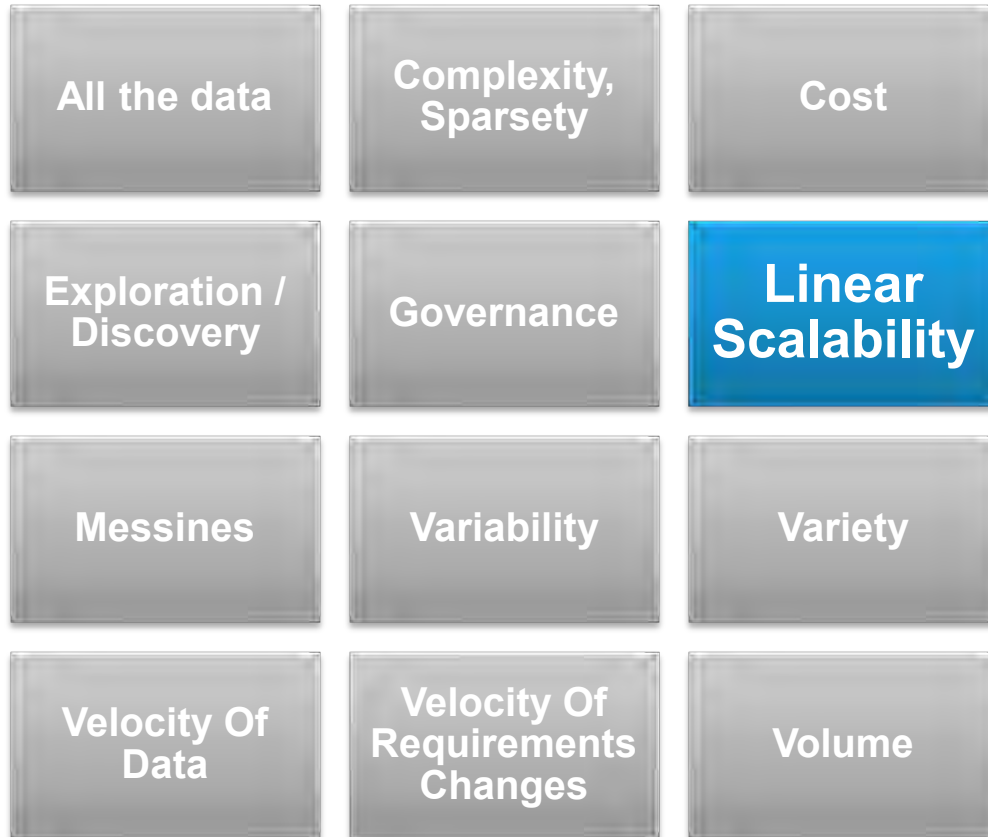 All the data
Complexity,
Sparsety
Cost
Exploration /
Discovery
Governance
Linear
Scalability
Messines
Variability
Variety
Velocity Of
Data
Velocity Of
Requirements
Changes
Volume